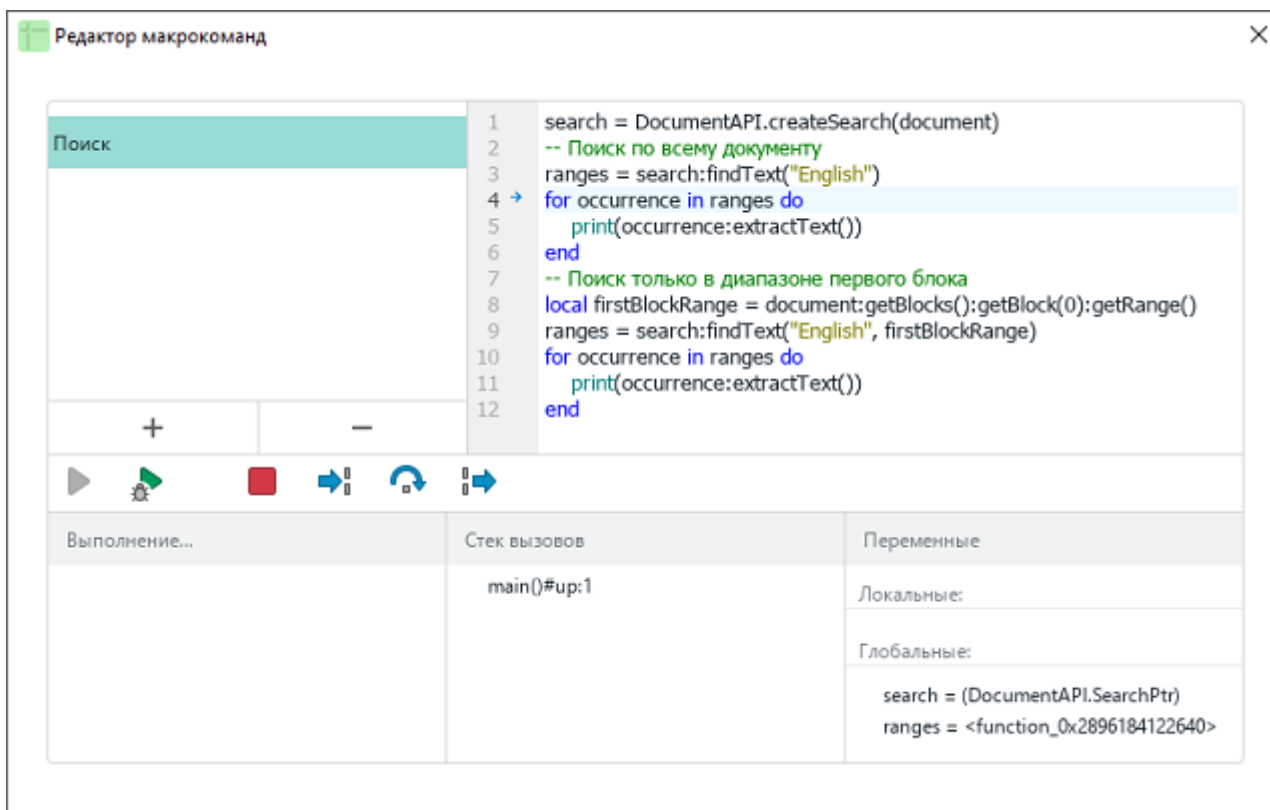 Редактор макрокоманд
Поиск
1 search = DocumentAPI.createSearch(document)
2 -- Поиск по всему документу
3 ranges = search:findText("English")
4 for occurrence in ranges do
5 print(occurrence:extractText())
6 end
7 -- Поиск только в диапазоне первого блока
8 local firstBlockRange = document:getBlocks():getBlock(0):getRange()
9 ranges = search:findText("English", firstBlockRange)
10 for occurrence in ranges do
11 print(occurrence:extractText())
12 end
Выполнение...
Стек вызовов
Переменные
main()#up:1
Локальные:
Глобальные:
search = (DocumentAPI.SearchPtr)
ranges = <function_0x2896184122640>